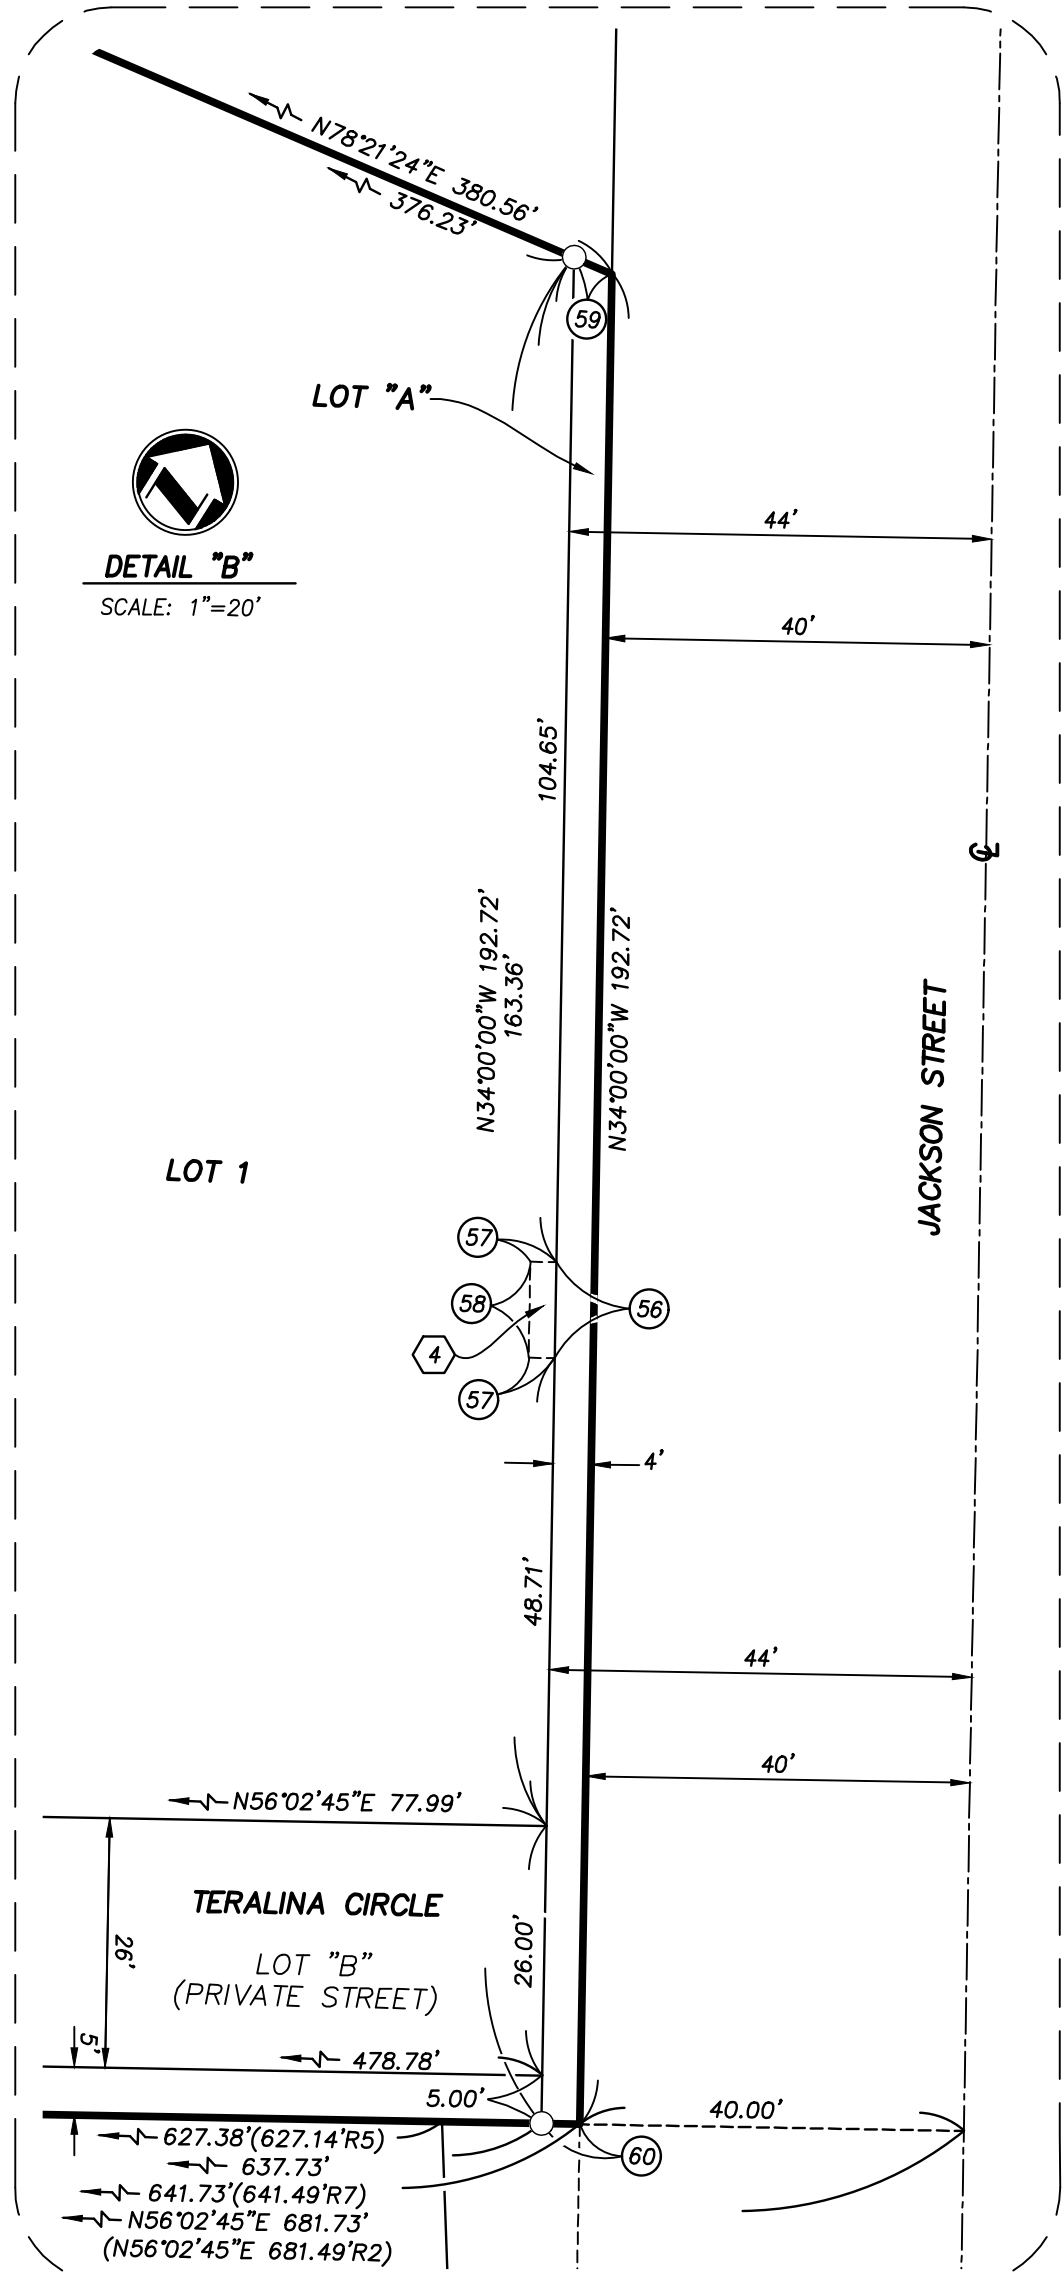 N78°21'24"E 380.56'
376.23'
59
LOT "A"
44'
DETAIL "B"
SCALE: 1"=20'
40'
104.65'
N34°00'00"W 192.72'
163.36'
N34°00'00"W 192.72'
JACKSON STREET
LOT 1
57
58
56
4
57
4'
48.71'
44'
40'
N56°02'45"E 77.99'
TERALINA CIRCLE
26'
LOT "B"
(PRIVATE STREET)
26.00'
5'
478.78'
5.00'
40.00'
627.38'(627.14'R5)
60
637.73'
641.73'(641.49'R7)
N56°02'45"E 681.73'
(N56°02'45"E 681.49'R2)